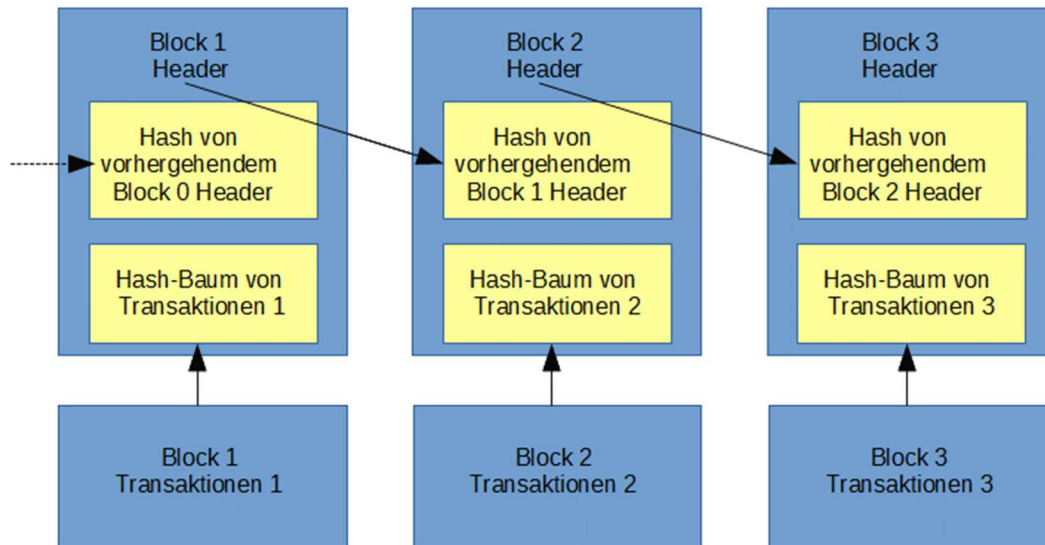 Block 1
Header
Hash von
vorhergehendem
Block 0 Header
Hash-Baum von
Transaktionen 1
Block 1
Transaktionen 1
Block 2
Header
Hash von
vorhergehendem
Block 1 Header
Hash-Baum von
Transaktionen 2
Block 2
Transaktionen 2
Block 3
Header
Hash von
vorhergehendem
Block 2 Header
Hash-Baum von
Transaktionen 3
Block 3
Transaktionen 3